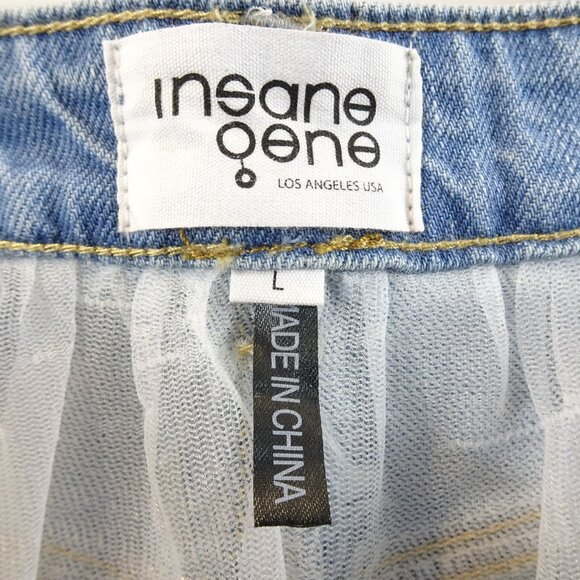 insane
gene
LOS ANGELES USA
L
MADE IN CHINA